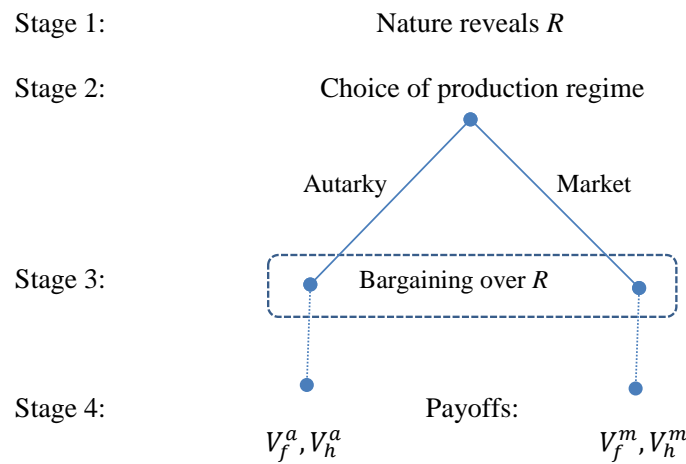 Stage 1: Nature reveals R
Stage 2: Choice of production regime
Autarky Market
Stage 3: Bargaining over R
Stage 4: Payoffs:
V_f^a, V_h^a V_f^m, V_h^m